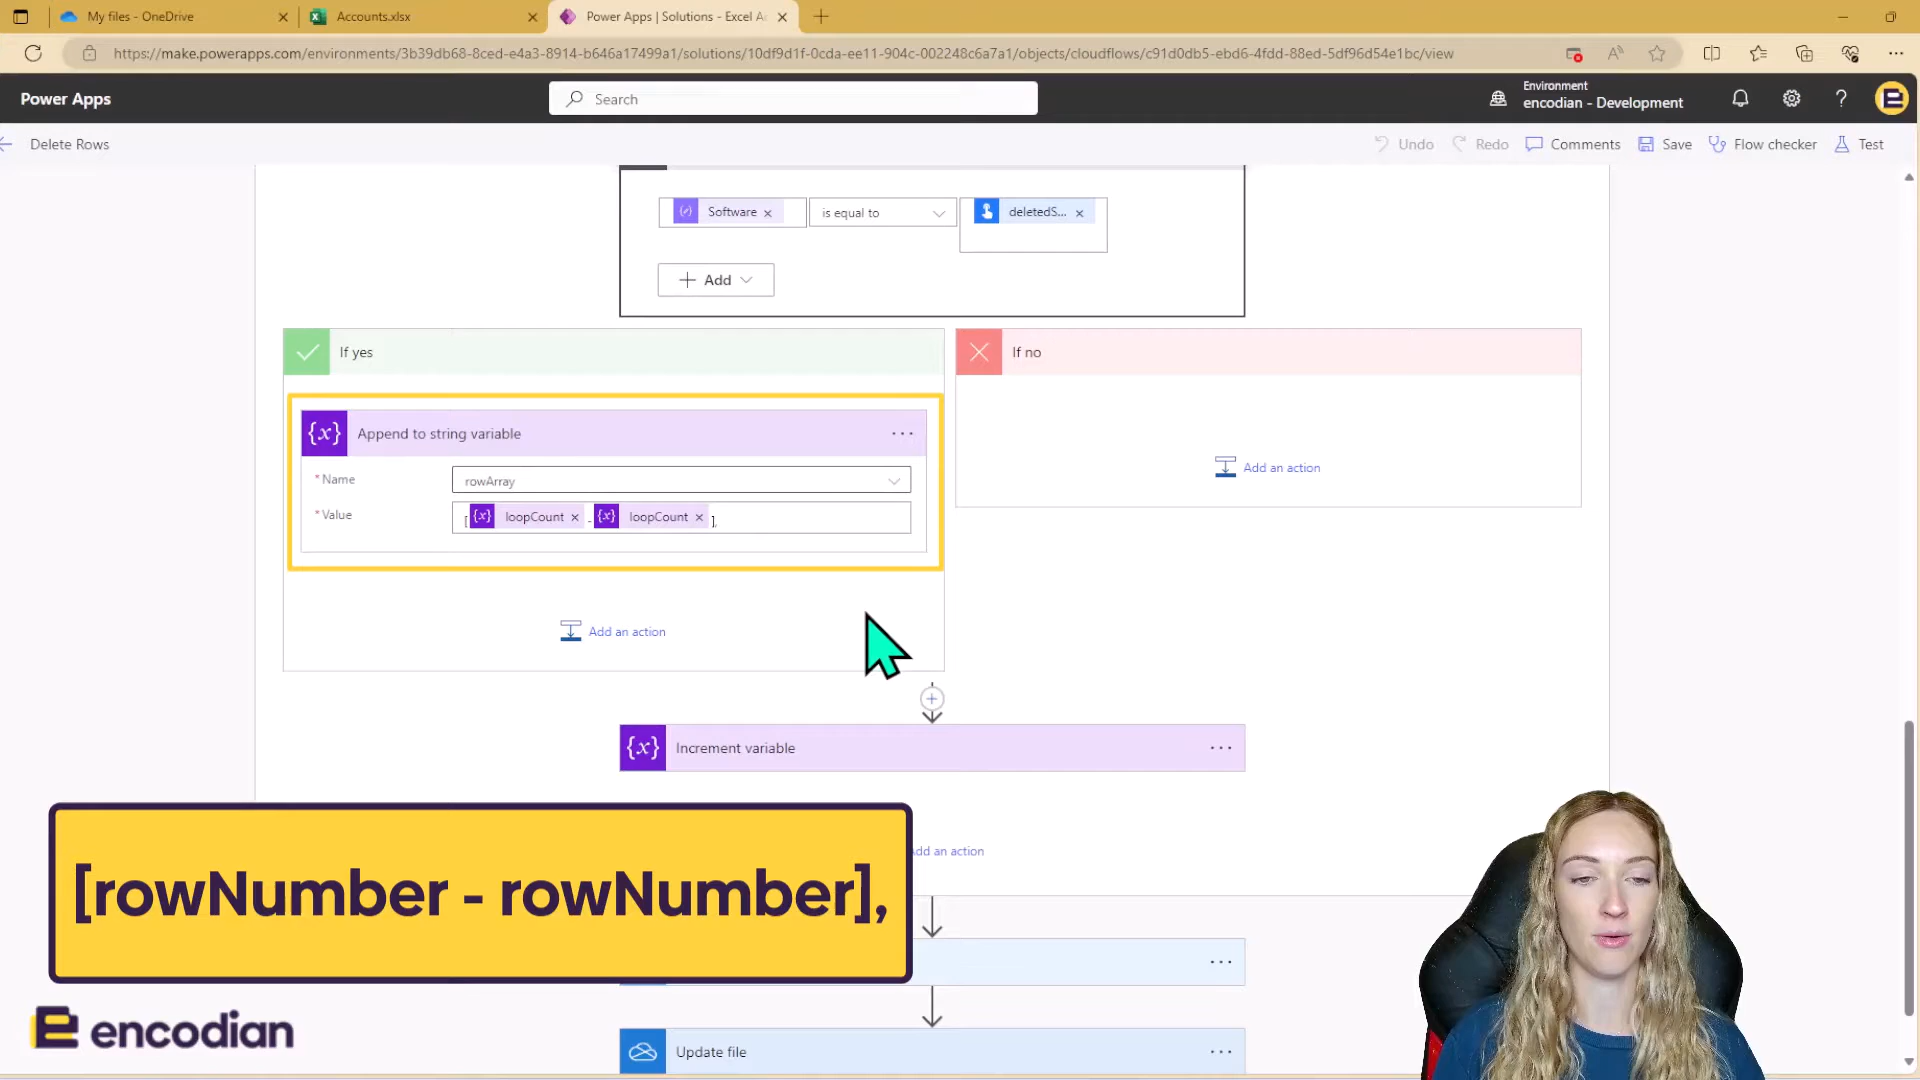 My files - OneDrive
Accounts.xlsx
Power Apps | Solutions - Excel Ac
https://make.powerapps.com/environments/3b39db68-8ced-e4a3-8914-b646a17499a1/solutions/10df9d1f-0cda-ee11-904c-002248c6a7a1/objects/cloudflows/c91d0db5-ebd6-4fdd-88ed-5df96d54e1bc/view
Power Apps
Search
Environment
encodian - Development
Delete Rows
Undo
Redo
Comments
Save
Flow checker
Test
Software
is equal to
deletedS...
Add
If yes
If no
{x} Append to string variable
* Name
rowArray
* Value
[ {x} loopCount - {x} loopCount ],
Add an action
Add an action
{x} Increment variable
Add an action
[rowNumber - rowNumber],
encodian
Update file